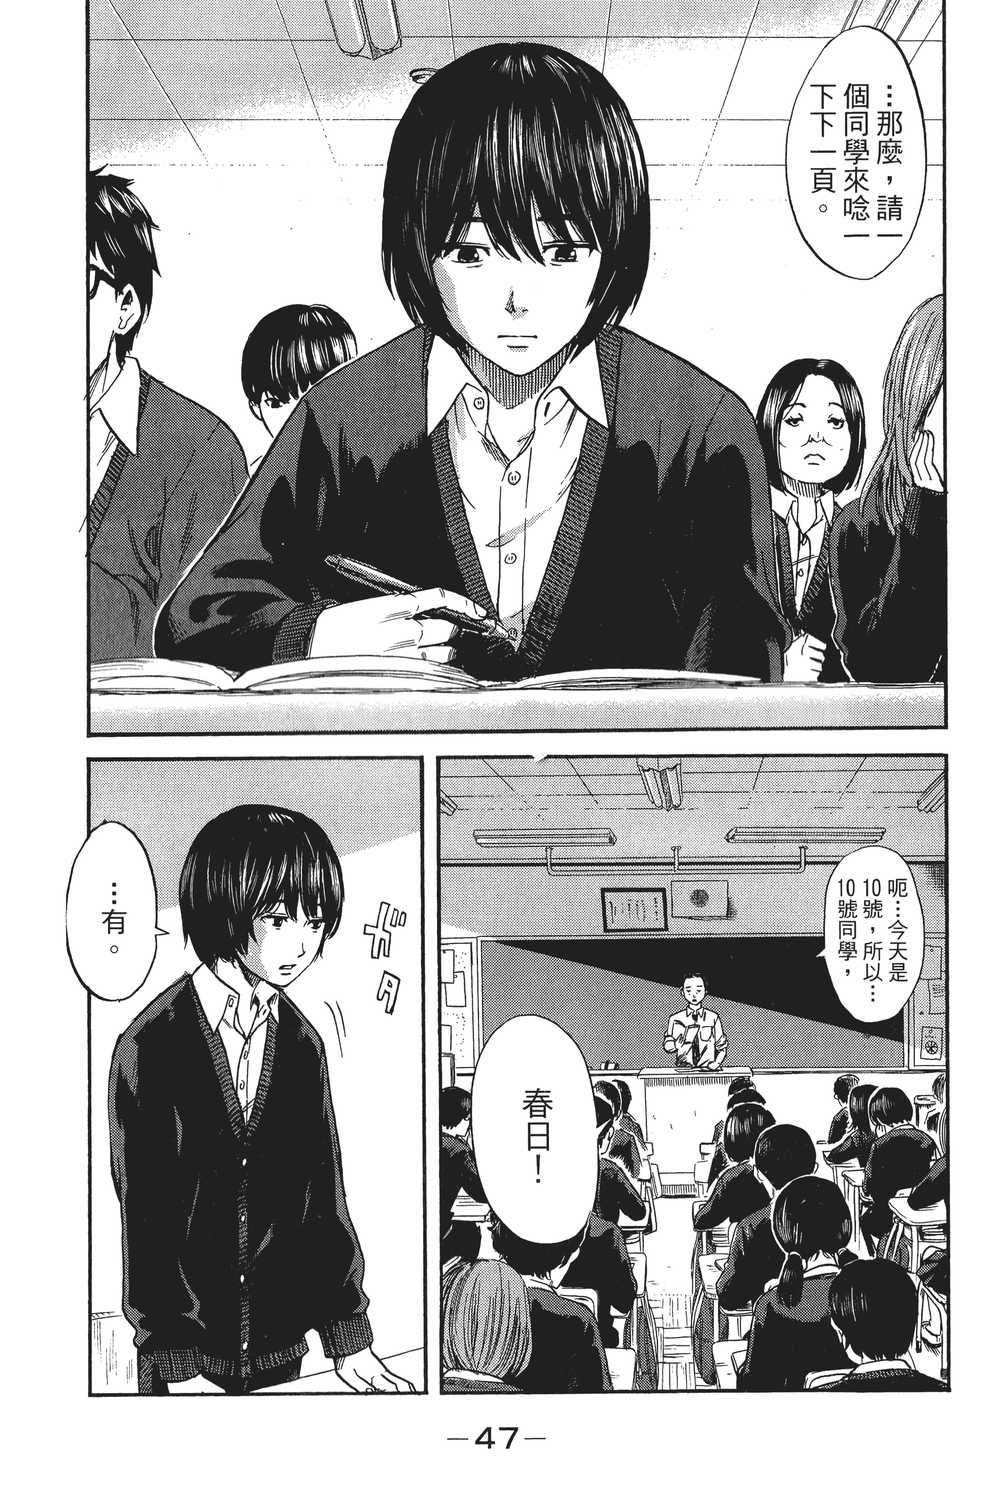 …那麼，請一
個同學來唸一
下下一頁。
呃…今天是
10號，所以…
10號同學，
春日！
…有。
ガタ
—47—